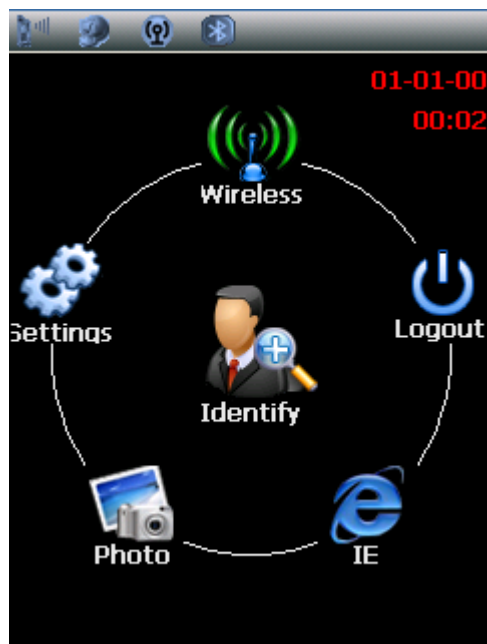 01-01-00
00:02
Wireless
Settings
Logout
Identify
Photo
IE